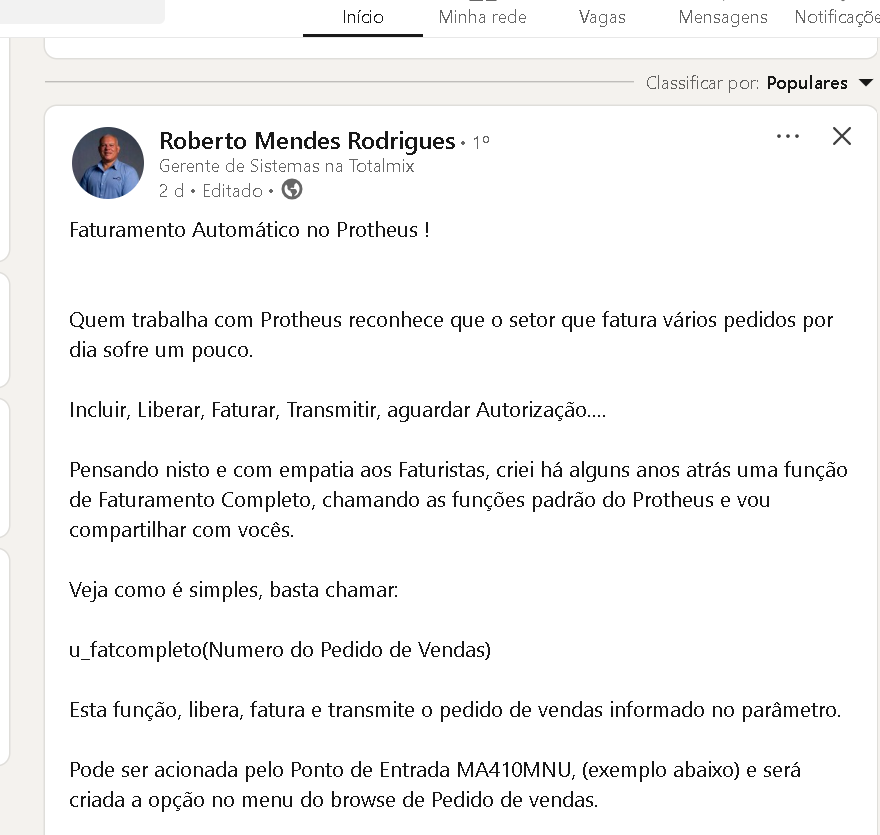 Início
Minha rede
Vagas
Mensagens
Notificaçõe
Classificar por: Populares
Roberto Mendes Rodrigues • 1º
Gerente de Sistemas na Totalmix
2 d • Editado •
Faturamento Automático no Protheus !
Quem trabalha com Protheus reconhece que o setor que fatura vários pedidos por
dia sofre um pouco.
Incluir, Liberar, Faturar, Transmitir, aguardar Autorização....
Pensando nisto e com empatia aos Faturistas, criei há alguns anos atrás uma função
de Faturamento Completo, chamando as funções padrão do Protheus e vou
compartilhar com vocês.
Veja como é simples, basta chamar:
u_fatcompleto(Numero do Pedido de Vendas)
Esta função, libera, fatura e transmite o pedido de vendas informado no parâmetro.
Pode ser acionada pelo Ponto de Entrada MA410MNU, (exemplo abaixo) e será
criada a opção no menu do browse de Pedido de vendas.